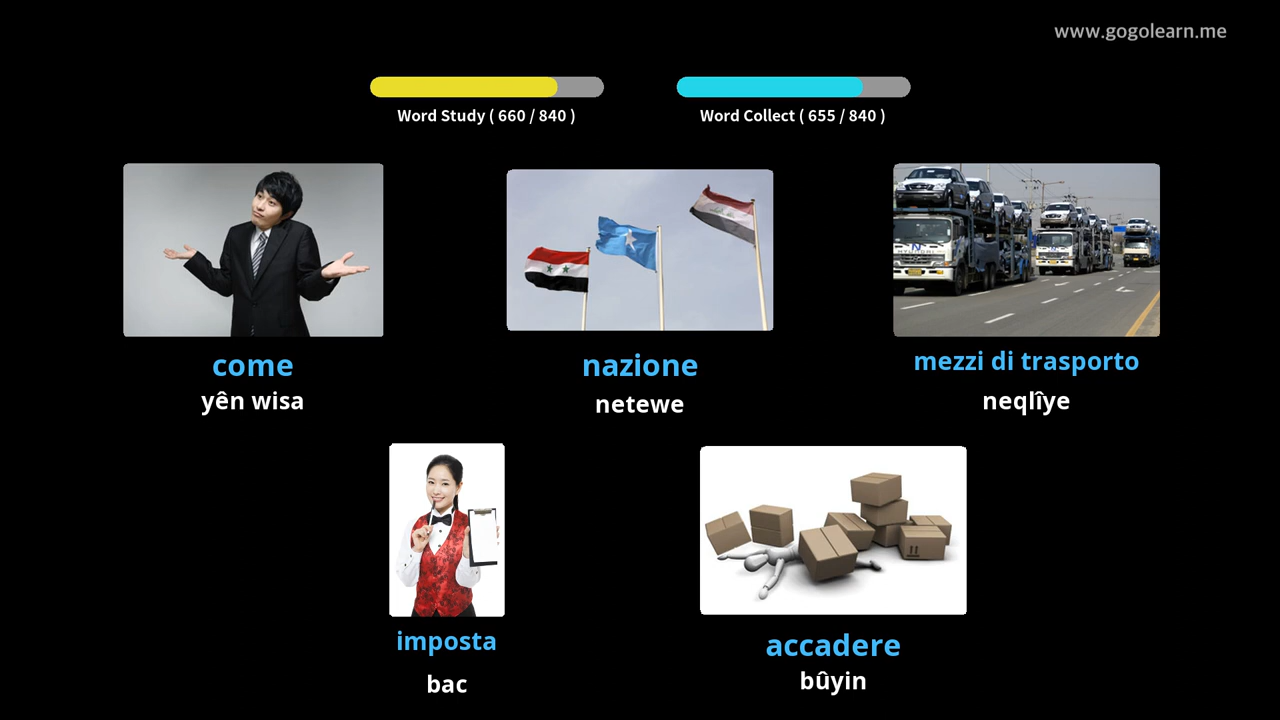 www.gogolearn.me
Word Study ( 660 / 840 )
Word Collect ( 655 / 840 )
come
yên wisa
nazione
netewe
mezzi di trasporto
neqlîye
imposta
bac
accadere
bûyin